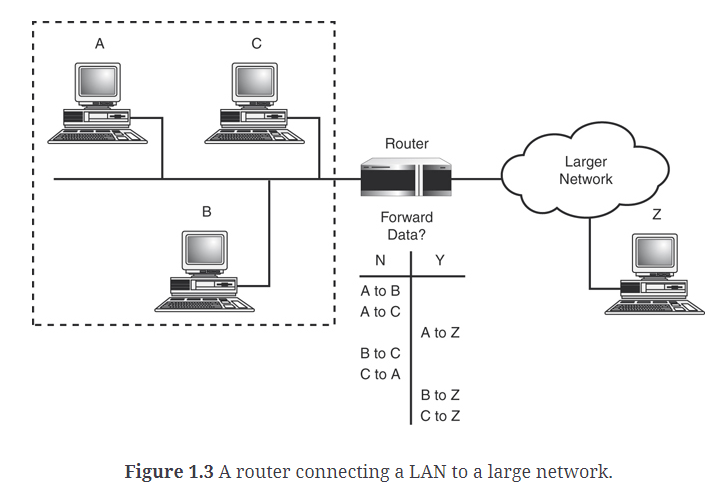 A
C
Router
Larger
Network
B
Z
Forward
Data?
N Y
A to B
A to C
A to Z
B to C
C to A
B to Z
C to Z
Figure 1.3 A router connecting a LAN to a large network.